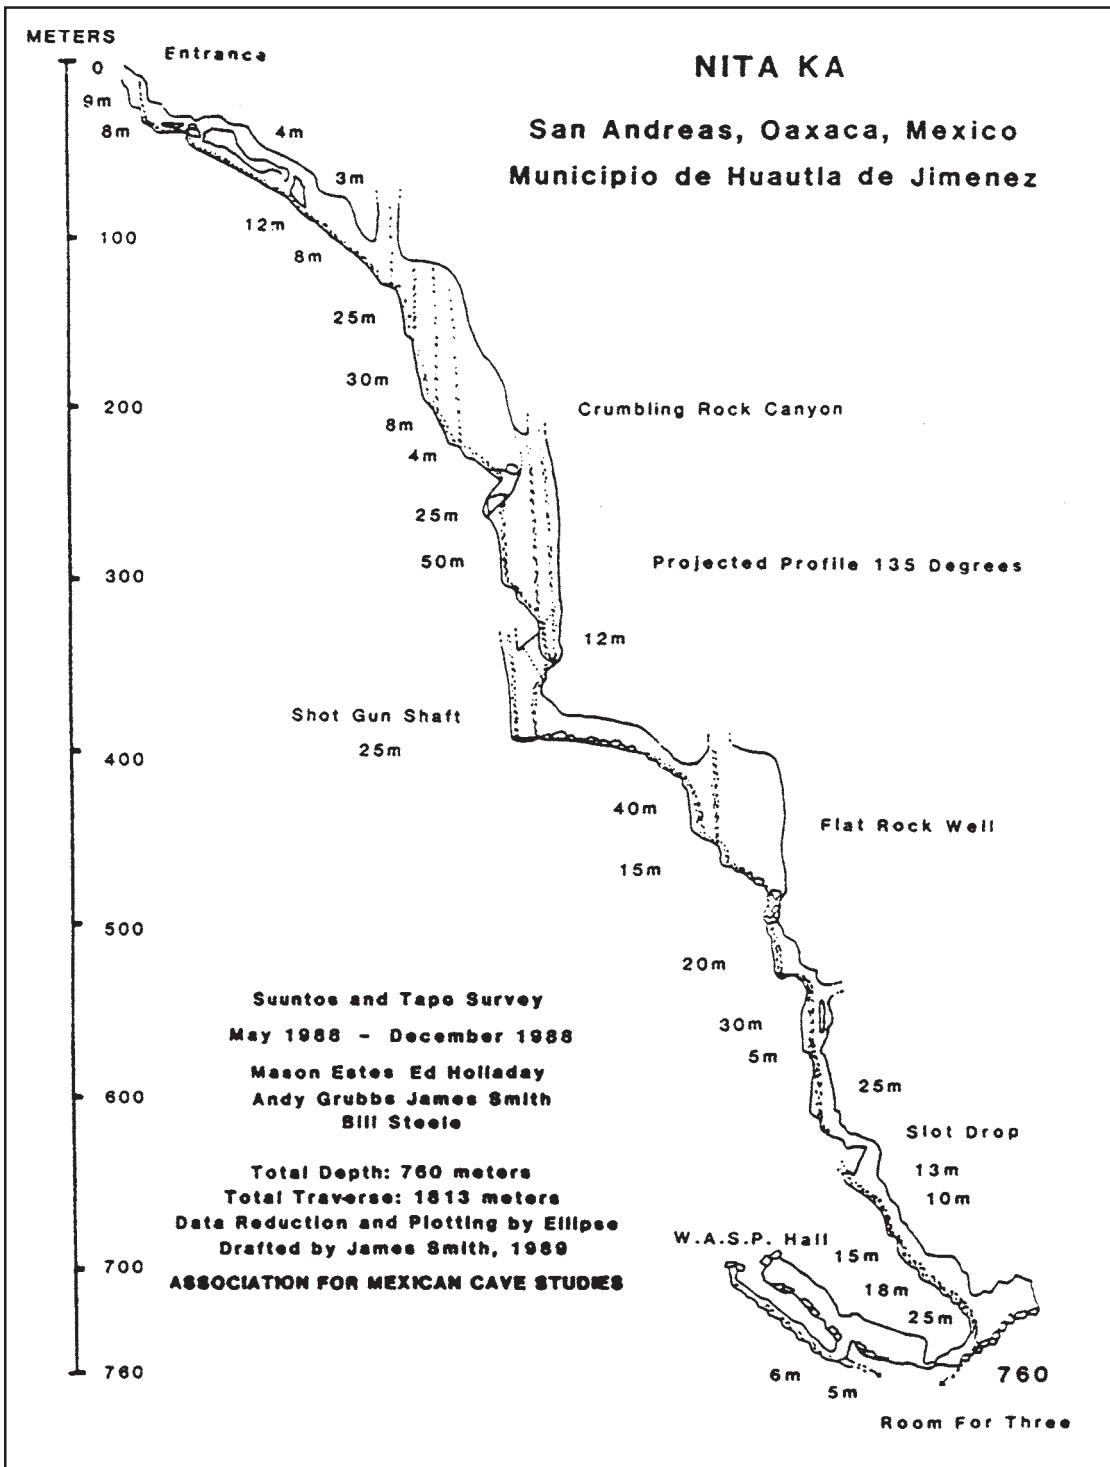 METERS
Entrance
NITA KA
San Andreas, Oaxaca, Mexico
Municipio de Huautla de Jimenez
0
9m
8m
4m
3m
12m
100
8m
25m
30m
200
Crumbling Rock Canyon
8m
4m
25m
50m
Projected Profile 135 Degrees
300
12m
Shot Gun Shaft
25m
400
40m
Flat Rock Well
15m
500
20m
Suuntos and Tape Survey
May 1988 - December 1988
Mason Estes Ed Holladay
Andy Grubbs James Smith
Bill Steele
30m
5m
25m
600
Slot Drop
13m
10m
Total Depth: 760 meters
Total Traverse: 1813 meters
Data Reduction and Plotting by Ellipse
Drafted by James Smith, 1989
ASSOCIATION FOR MEXICAN CAVE STUDIES
W.A.S.P. Hall
15m
18m
25m
700
760
6m
5m
760
Room For Three